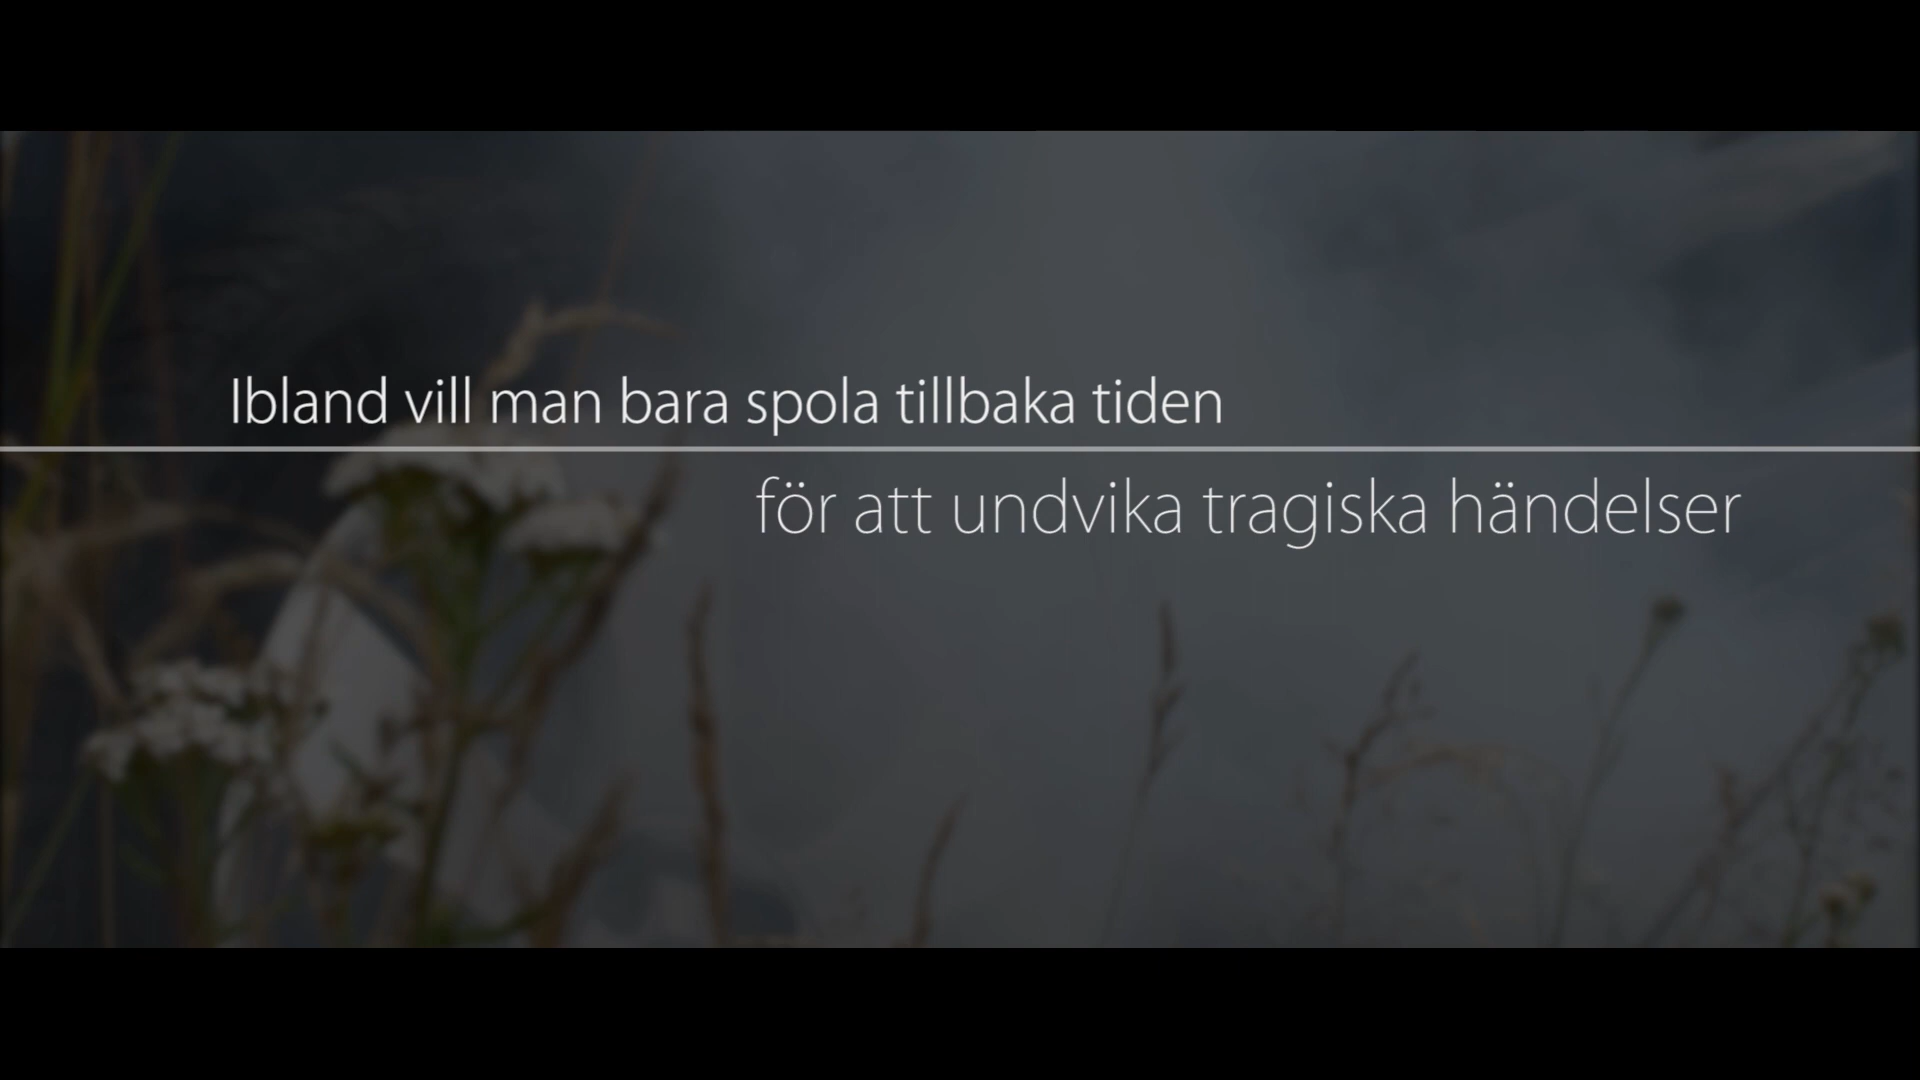 Ibland vill man bara spola tillbaka tiden
för att undvika tragiska händelser